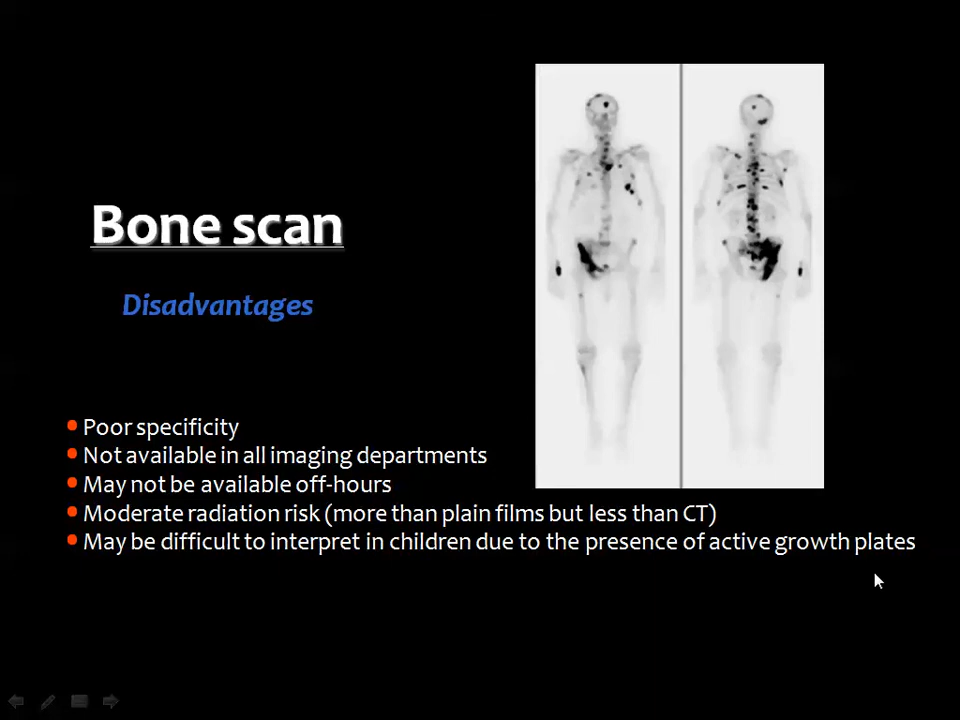 Bone scan
Disadvantages
• Poor specificity
• Not available in all imaging departments
• May not be available off-hours
• Moderate radiation risk (more than plain films but less than CT)
• May be difficult to interpret in children due to the presence of active growth plates